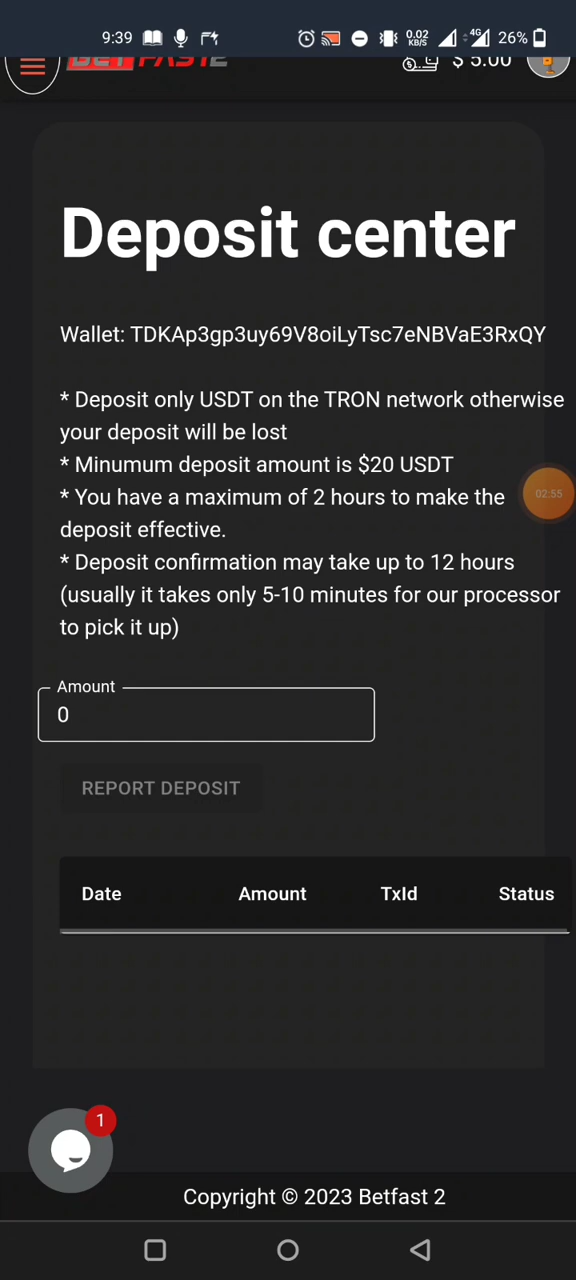 9:39 0.02 KB/S 4G 26%
BETFAST2 $ 5.00
Deposit center
Wallet: TDKAp3gp3uy69V8oiLyTsc7eNBVaE3RxQY
* Deposit only USDT on the TRON network otherwise
your deposit will be lost
* Minumum deposit amount is $20 USDT
* You have a maximum of 2 hours to make the
deposit effective.
02:55
* Deposit confirmation may take up to 12 hours
(usually it takes only 5-10 minutes for our processor
to pick it up)
Amount
0
REPORT DEPOSIT
Date Amount TxId Status
1
Copyright © 2023 Betfast 2